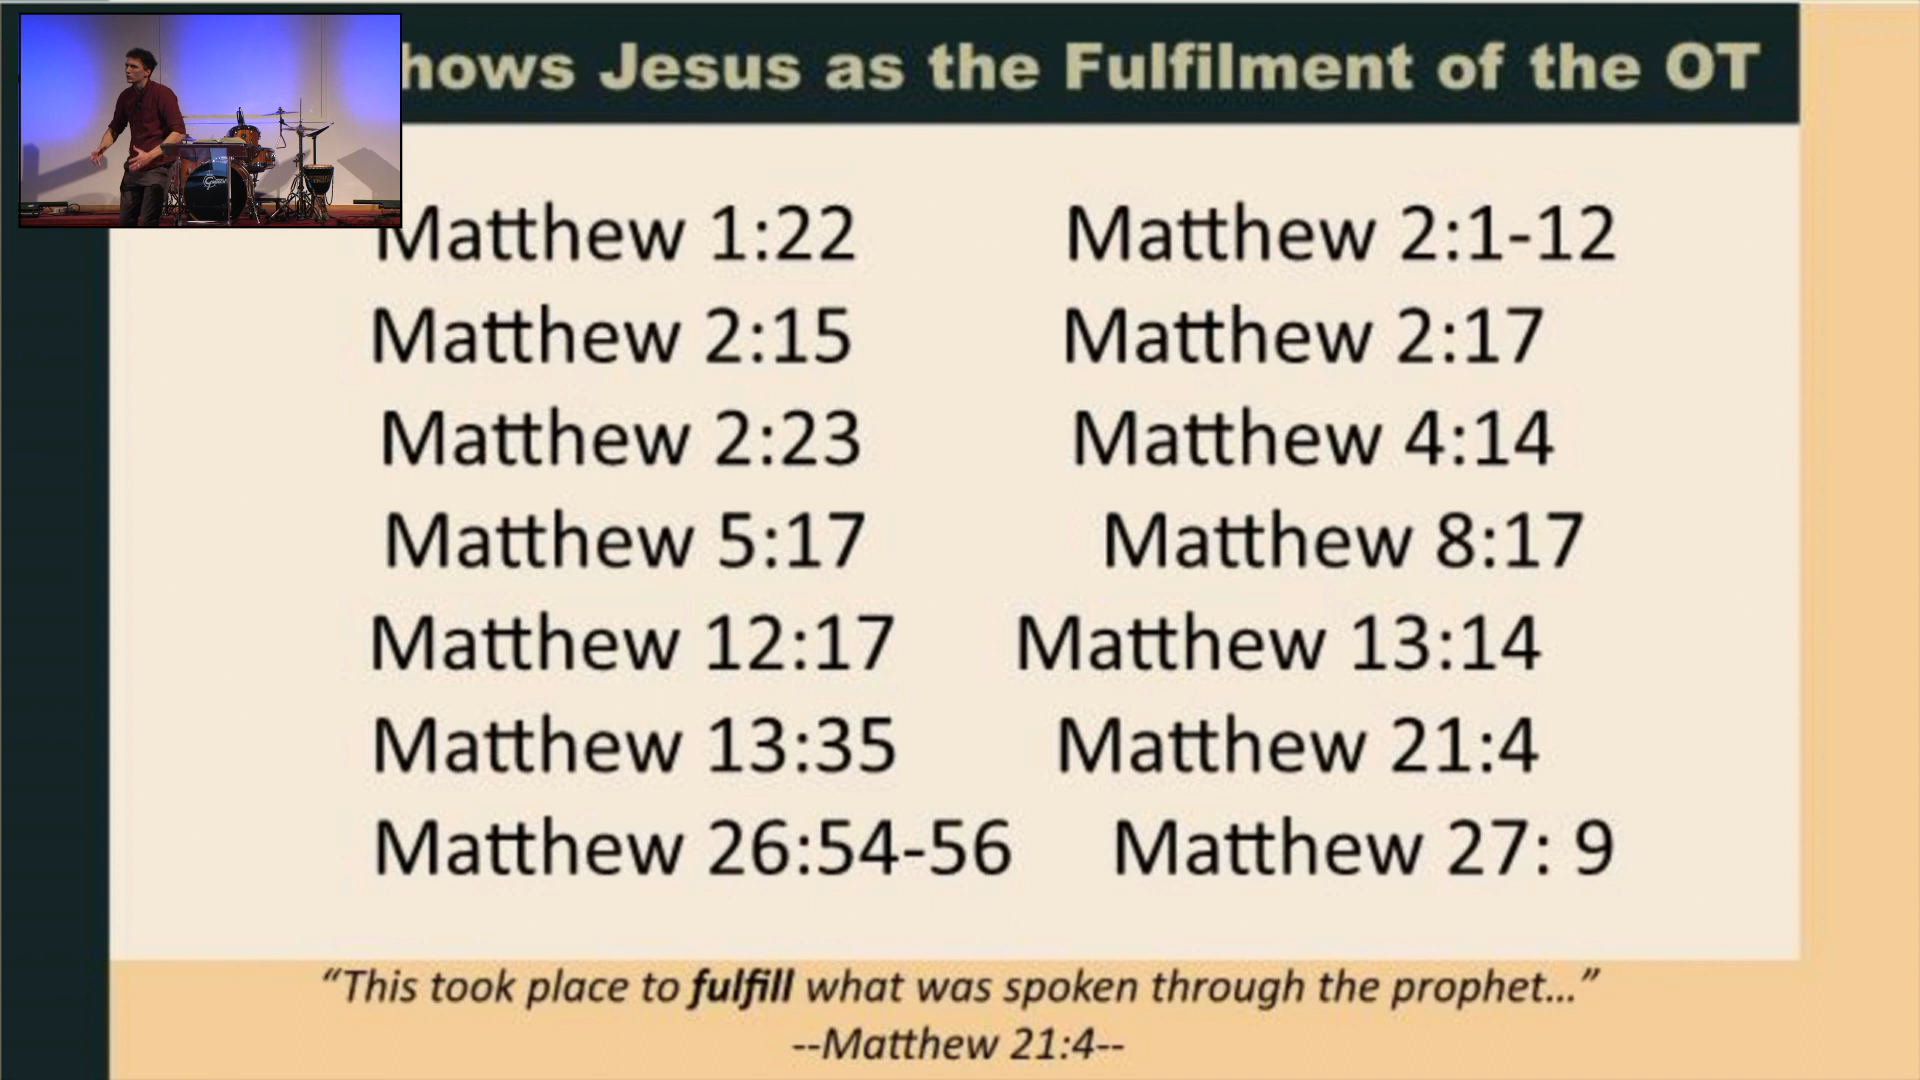 hows Jesus as the Fulfilment of the OT
Matthew 1:22 Matthew 2:1-12
Matthew 2:15 Matthew 2:17
Matthew 2:23 Matthew 4:14
Matthew 5:17 Matthew 8:17
Matthew 12:17 Matthew 13:14
Matthew 13:35 Matthew 21:4
Matthew 26:54-56 Matthew 27: 9
“This took place to fulfill what was spoken through the prophet...”
--Matthew 21:4--